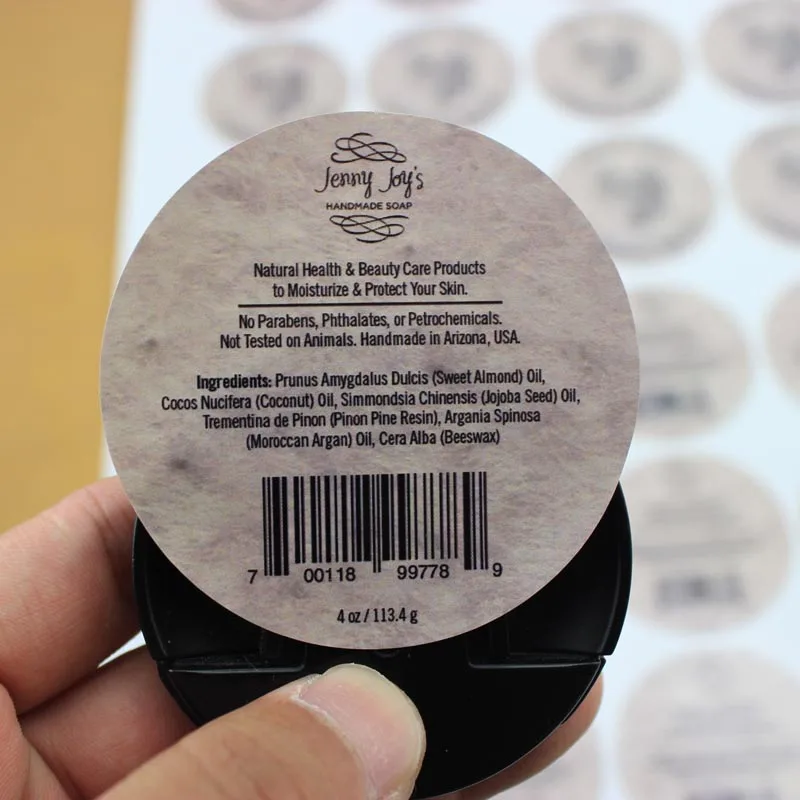 Jenny Joy's
HANDMADE SOAP
Natural Health & Beauty Care Products
to Moisturize & Protect Your Skin.
No Parabens, Phthalates, or Petrochemicals.
Not Tested on Animals. Handmade in Arizona, USA.
Ingredients: Prunus Amygdalus Dulcis (Sweet Almond) Oil,
Cocos Nucifera (Coconut) Oil, Simmondsia Chinensis (Jojoba Seed) Oil,
Trementina de Pinon (Pinon Pine Resin), Argania Spinosa
(Moroccan Argan) Oil, Cera Alba (Beeswax)
7 00118 99778 9
4 oz / 113.4 g